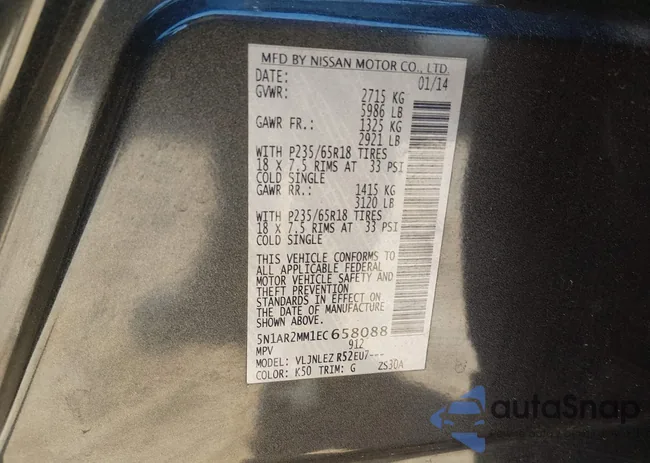 MFD BY NISSAN MOTOR CO., LTD.
DATE: 01/14
GVWR: 2715 KG
5986 LB
GAWR FR.: 1325 KG
2921 LB
WITH P235/65R18 TIRES
18 X 7.5 RIMS AT 33 PSI
COLD SINGLE
GAWR RR.: 1415 KG
3120 LB
WITH P235/65R18 TIRES
18 X 7.5 RIMS AT 33 PSI
COLD SINGLE
THIS VEHICLE CONFORMS TO
ALL APPLICABLE FEDERAL
MOTOR VEHICLE SAFETY AND
THEFT PREVENTION
STANDARDS IN EFFECT ON
THE DATE OF MANUFACTURE
SHOWN ABOVE.
5N1AR2MM1EC658088
MPV 912
MODEL: VLJNLEZ R52EU7---
COLOR: K50 TRIM: G ZS30A
autoSnap